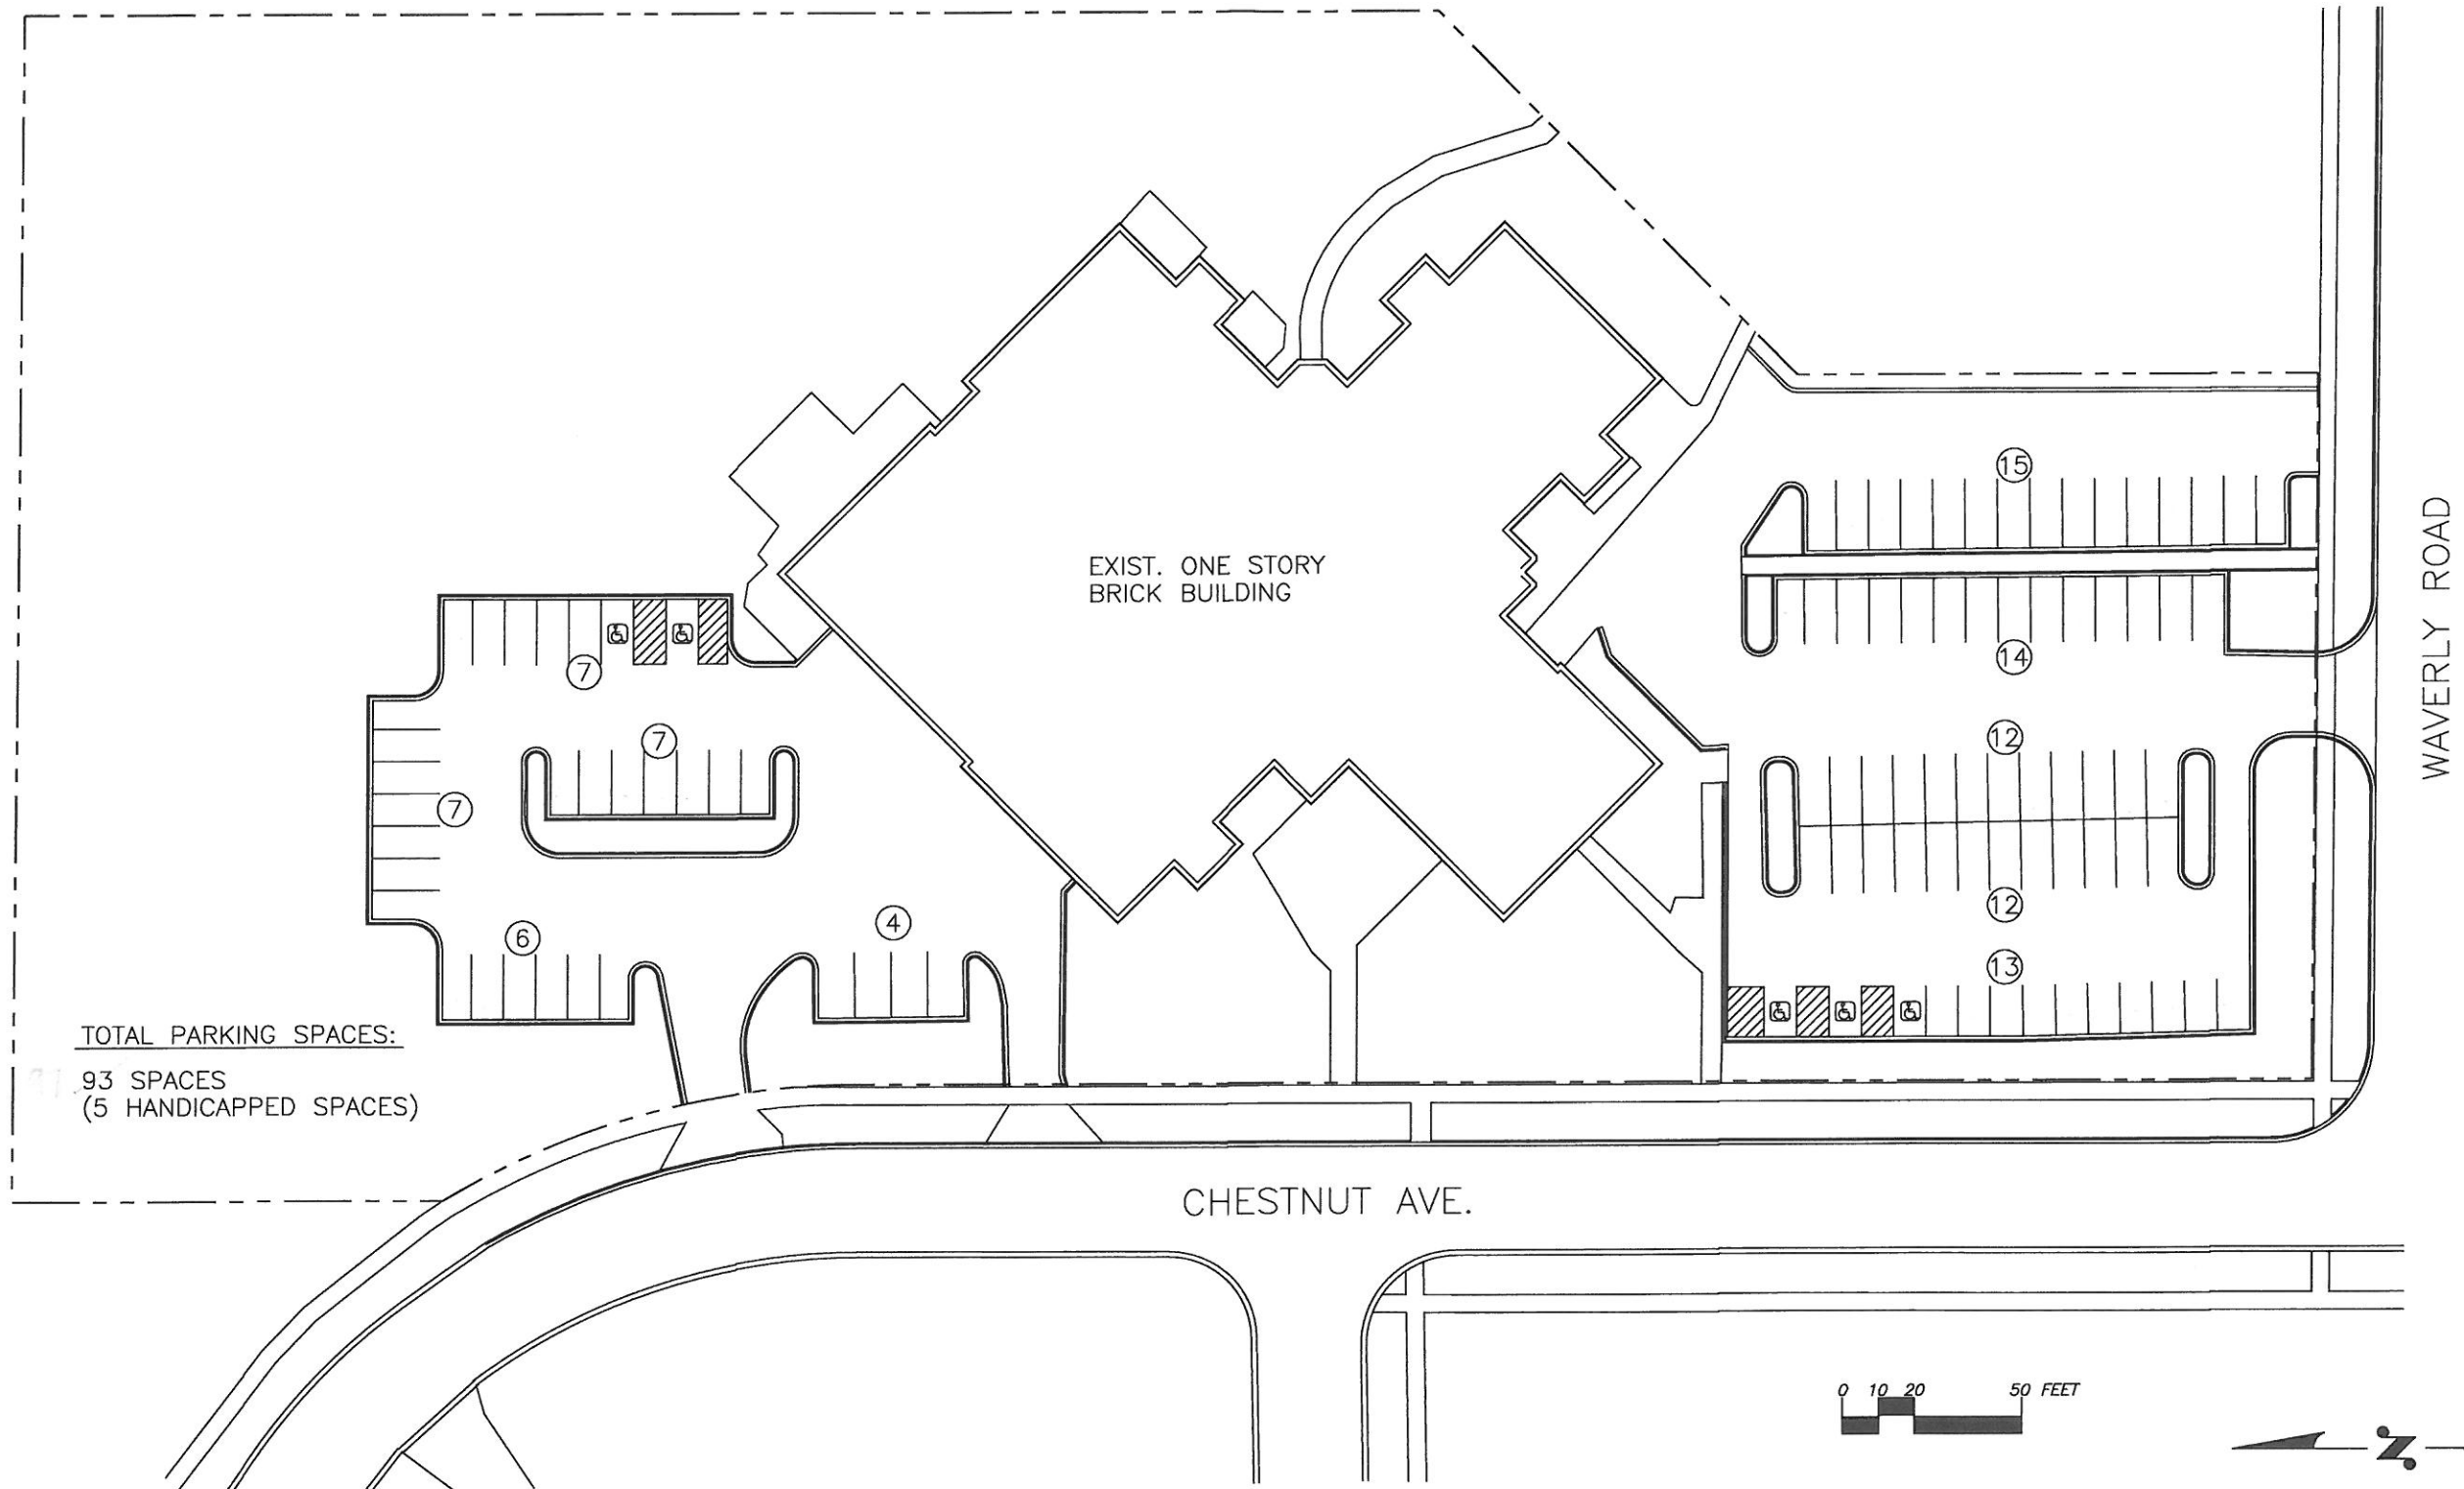 15
EXIST. ONE STORY
BRICK BUILDING
WAVERLY ROAD
7
14
7
12
7
12
6
4
13
TOTAL PARKING SPACES:
93 SPACES
(5 HANDICAPPED SPACES)
CHESTNUT AVE.
0 10 20 50 FEET
N